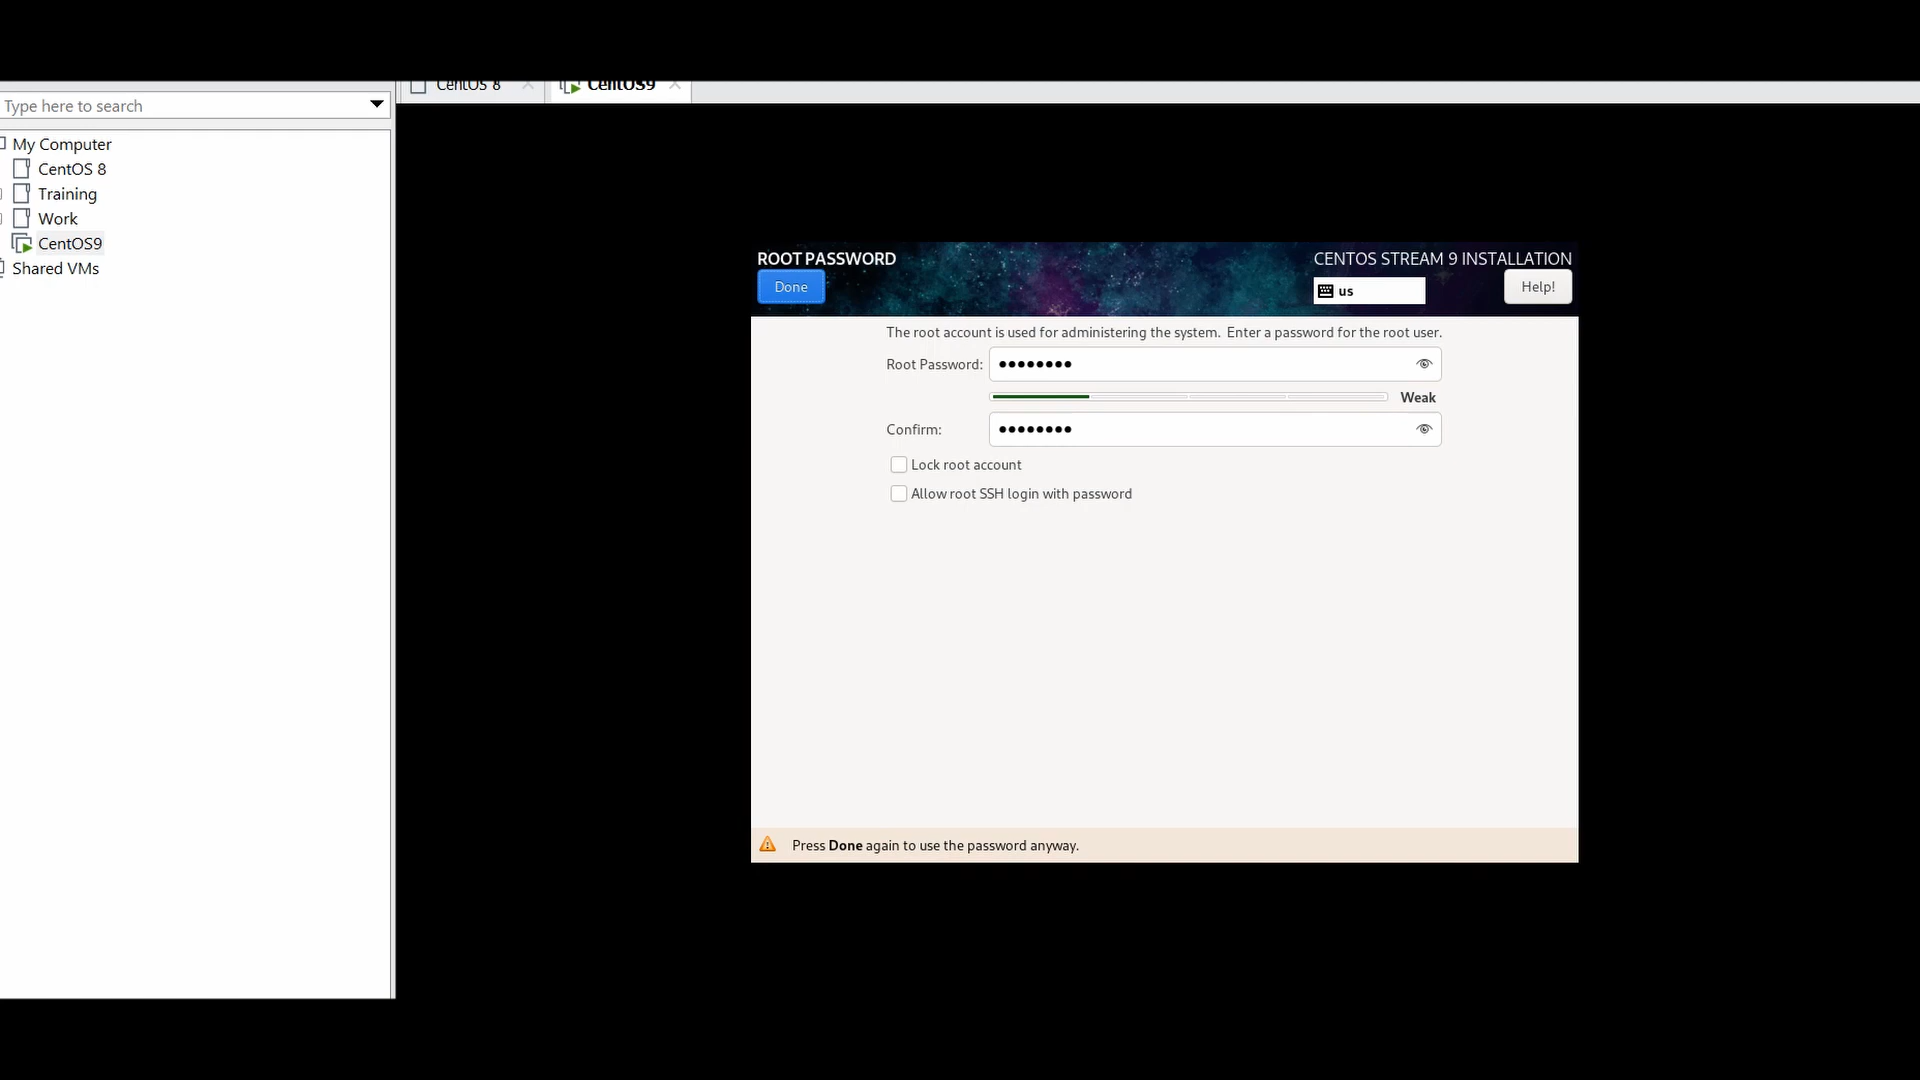 CentOS 8
CentOS9
Type here to search
My Computer
CentOS 8
Training
Work
CentOS9
Shared VMs
ROOT PASSWORD
CENTOS STREAM 9 INSTALLATION
Done
us
Help!
The root account is used for administering the system. Enter a password for the root user.
Root Password:
Weak
Confirm:
Lock root account
Allow root SSH login with password
Press Done again to use the password anyway.